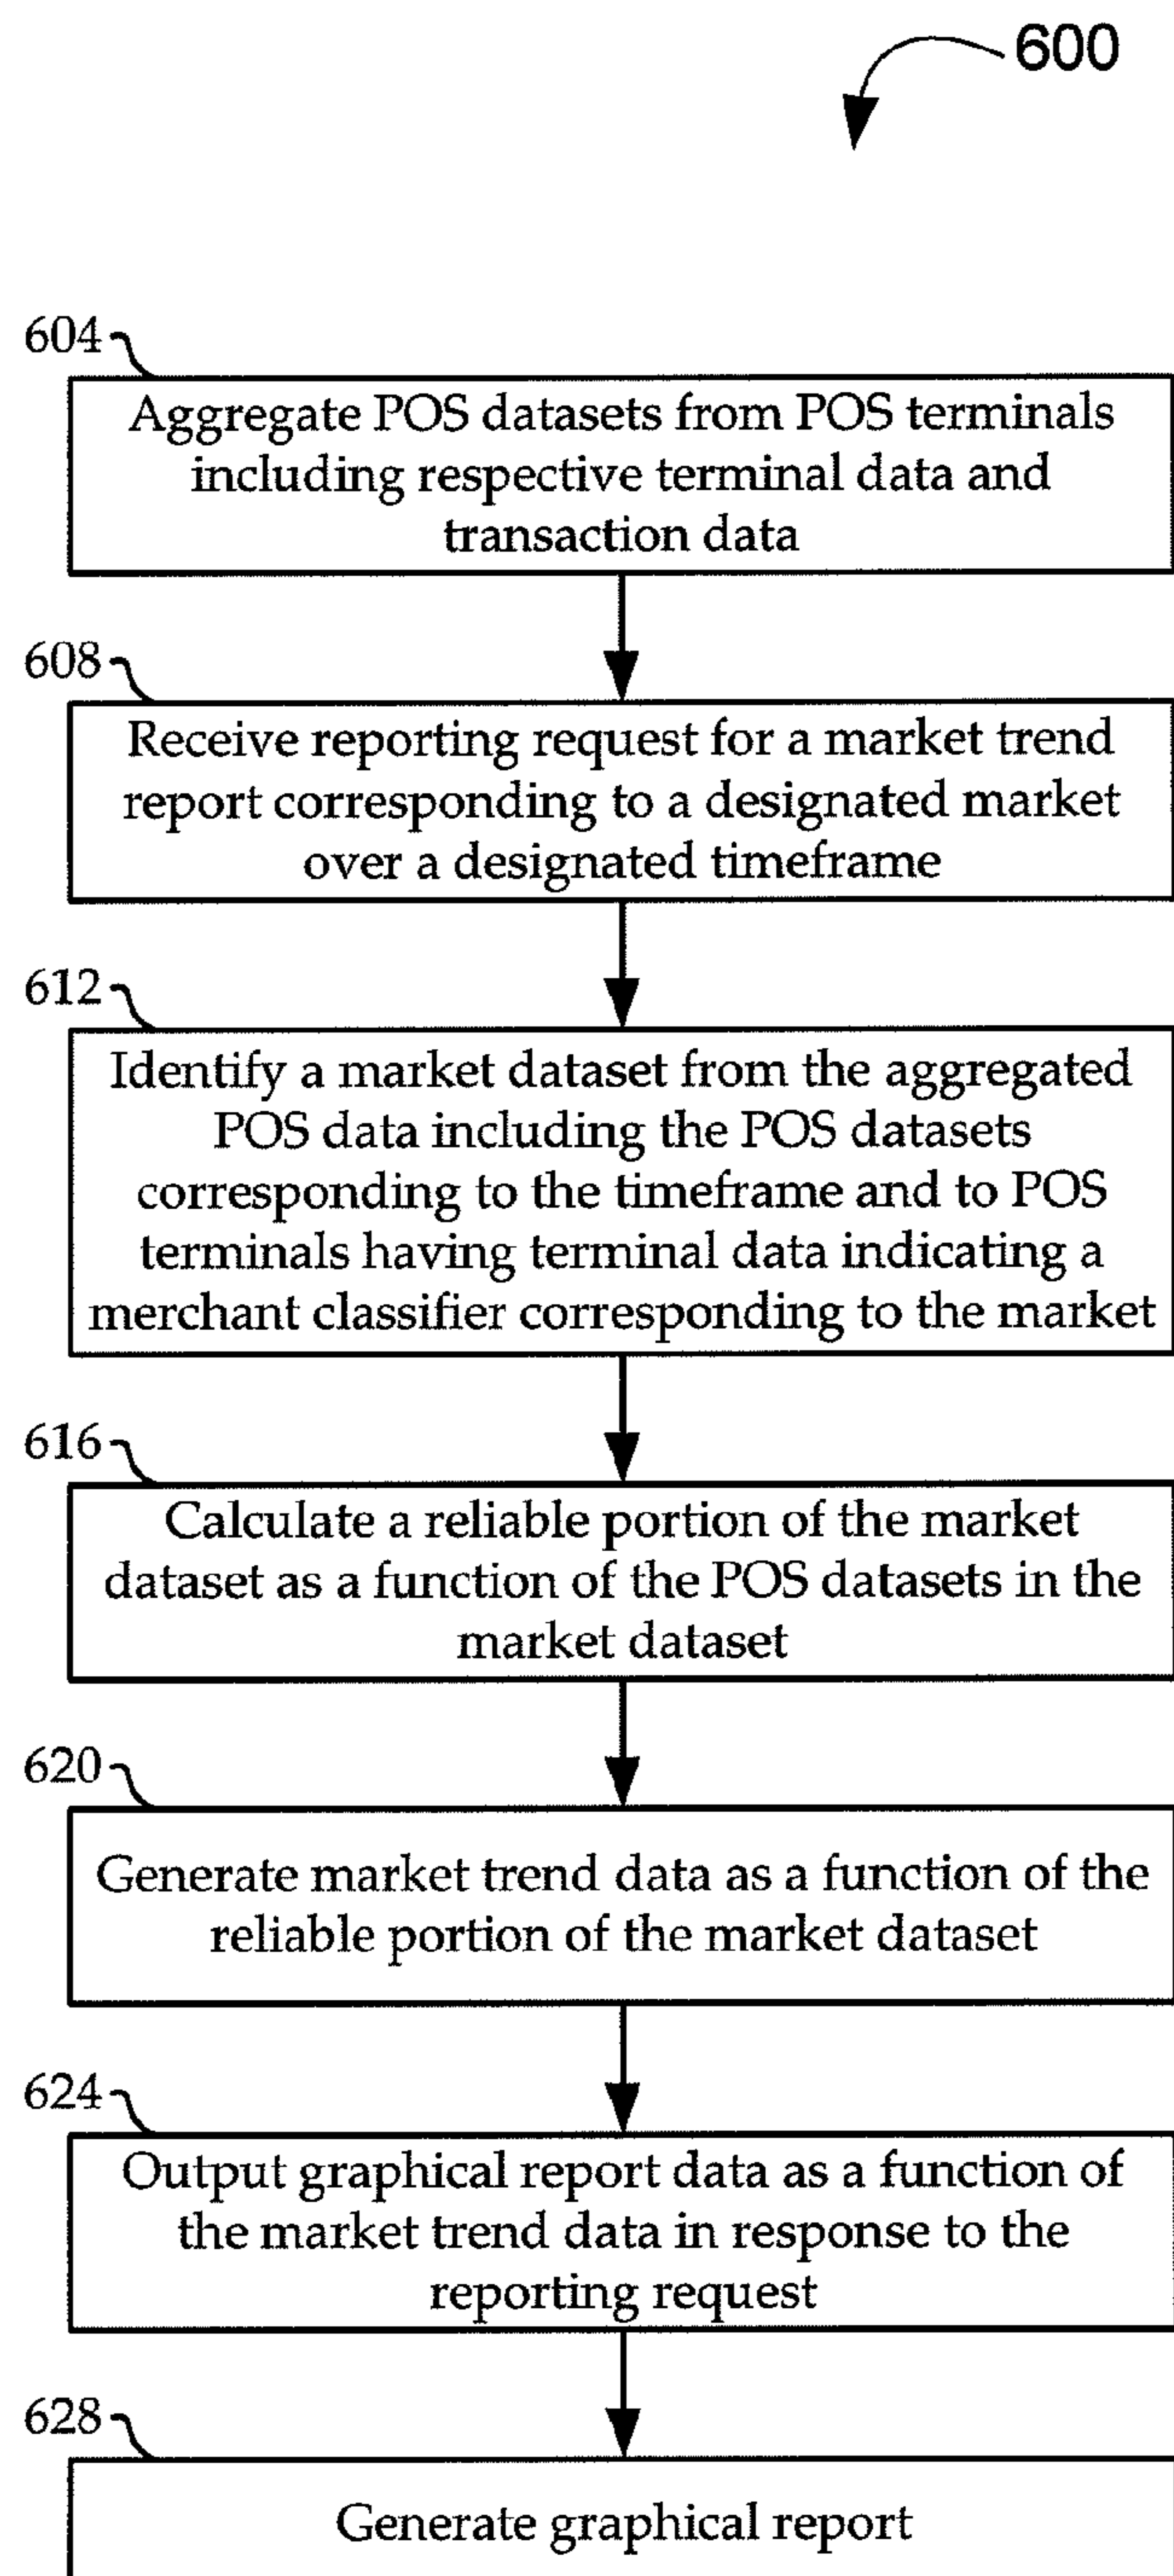 600
604
Aggregate POS datasets from POS terminals
including respective terminal data and
transaction data
608
Receive reporting request for a market trend
report corresponding to a designated market
over a designated timeframe
612
Identify a market dataset from the aggregated
POS data including the POS datasets
corresponding to the timeframe and to POS
terminals having terminal data indicating a
merchant classifier corresponding to the market
616
Calculate a reliable portion of the market
dataset as a function of the POS datasets in the
market dataset
620
Generate market trend data as a function of the
reliable portion of the market dataset
624
Output graphical report data as a function of
the market trend data in response to the
reporting request
628
Generate graphical report